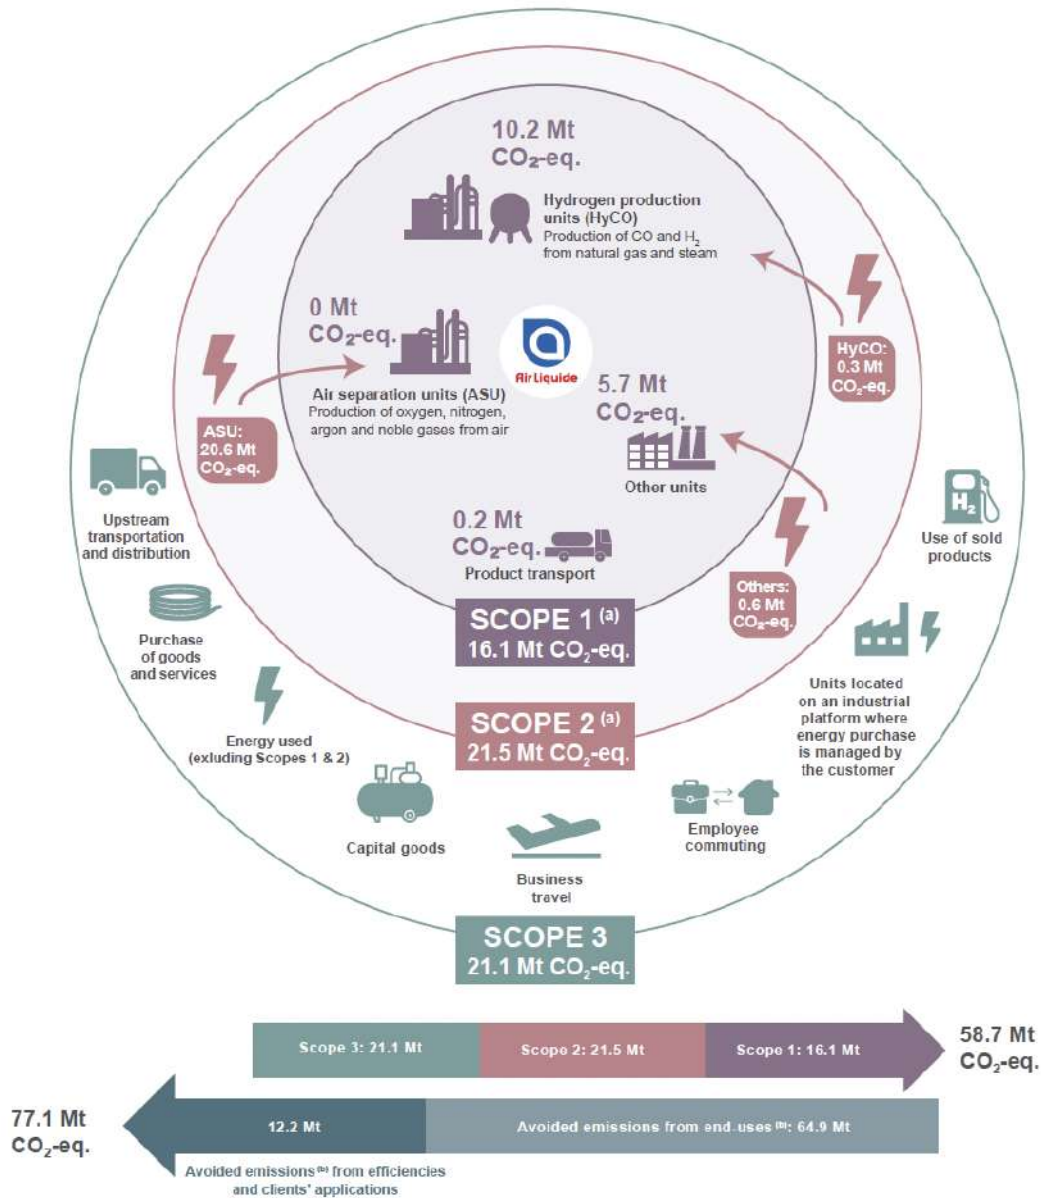 10.2 Mt
CO₂-eq.
Hydrogen production
units (HyCO)
Production of CO and H₂
from natural gas and steam
0 Mt
CO₂-eq.
Air Liquide
HyCO:
0.3 Mt
CO₂-eq.
5.7 Mt
CO₂-eq.
Air separation units (ASU)
Production of oxygen, nitrogen,
argon and noble gases from air
ASU:
20.6 Mt
CO₂-eq.
Other units
Upstream
transportation
and distribution
H₂
Use of sold
products
0.2 Mt
CO₂-eq.
Product transport
Others:
0.6 Mt
CO₂-eq.
SCOPE 1 (a)
16.1 Mt CO₂-eq.
Purchase
of goods
and services
Units located
on an industrial
platform where
energy purchase
is managed by
the customer
SCOPE 2 (a)
21.5 Mt CO₂-eq.
Energy used
(exluding Scopes 1 & 2)
Capital goods
Employee
commuting
Business
travel
SCOPE 3
21.1 Mt CO₂-eq.
Scope 3: 21.1 Mt
Scope 2: 21.5 Mt
Scope 1: 16.1 Mt
58.7 Mt
CO₂-eq.
77.1 Mt
CO₂-eq.
12.2 Mt
Avoided emissions from end-uses (b): 64.9 Mt
Avoided emissions (b) from efficiencies
and clients' applications